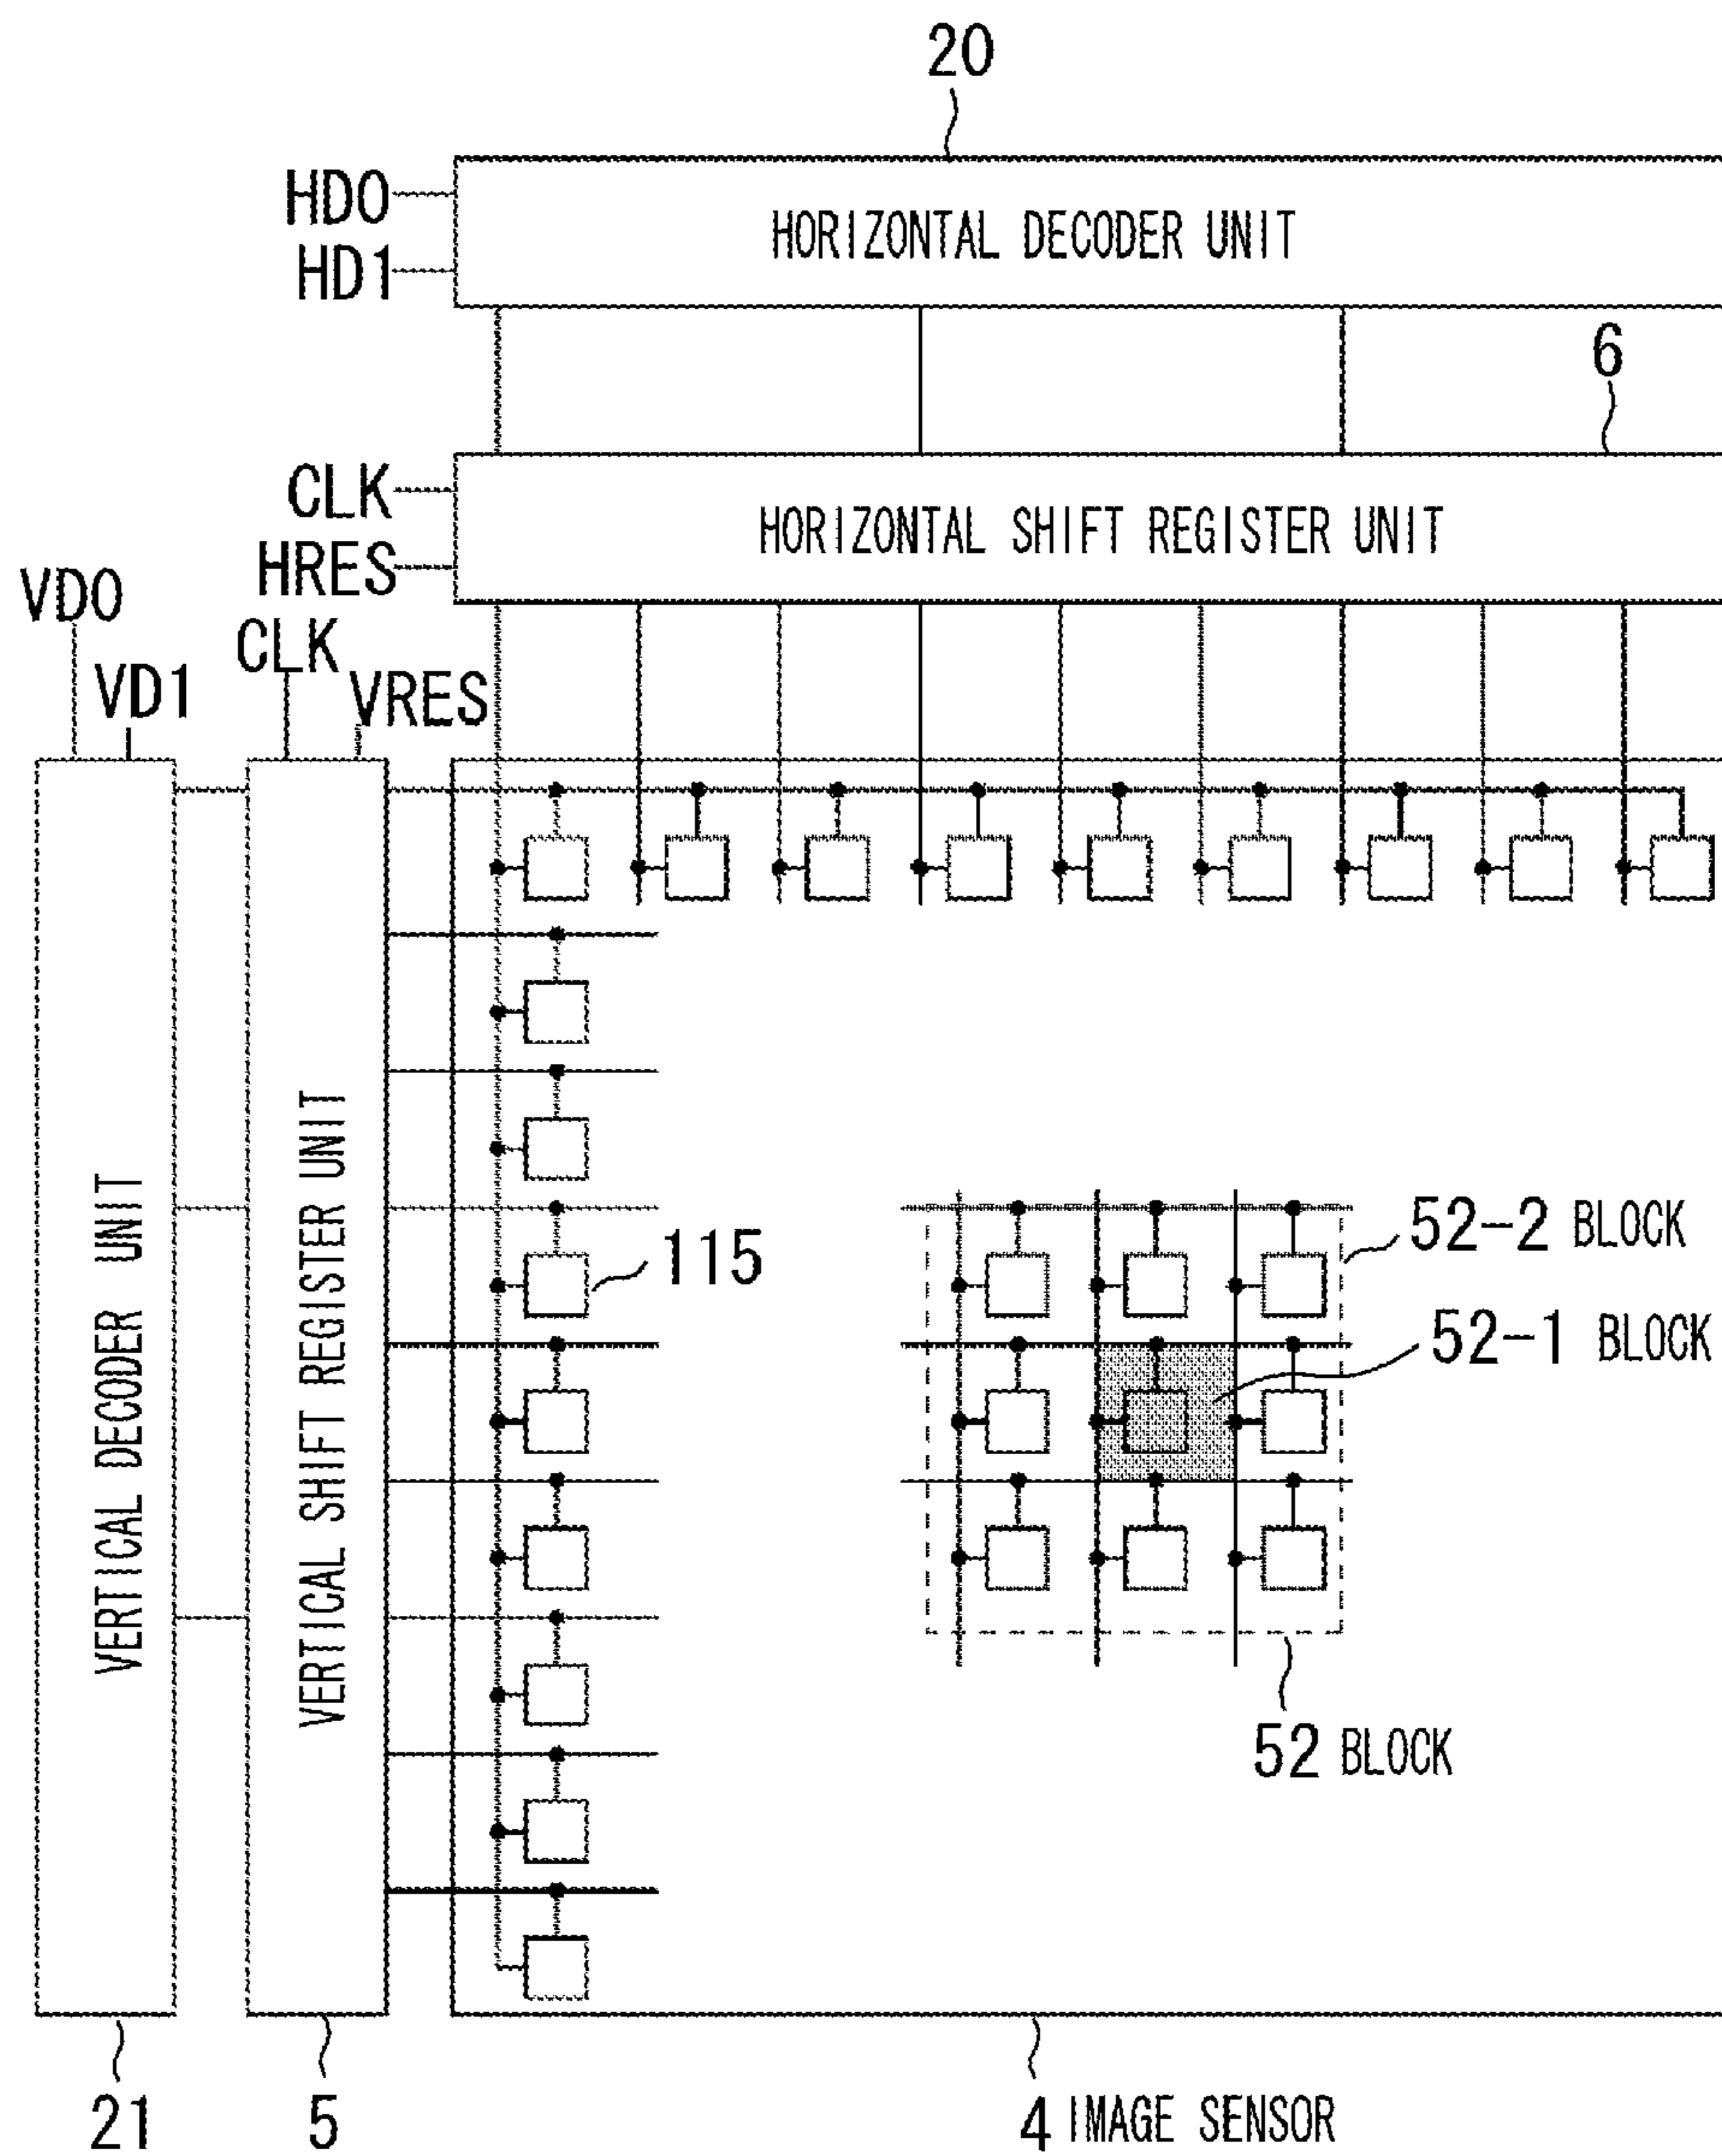 20
HD0
HORIZONTAL DECODER UNIT
HD1
6
CLK
HORIZONTAL SHIFT REGISTER UNIT
HRES
VD0
CLK
VD1
VRES
VERTICAL DECODER UNIT
VERTICAL SHIFT REGISTER UNIT
115
52-2 BLOCK
52-1 BLOCK
52 BLOCK
21
5
4 IMAGE SENSOR